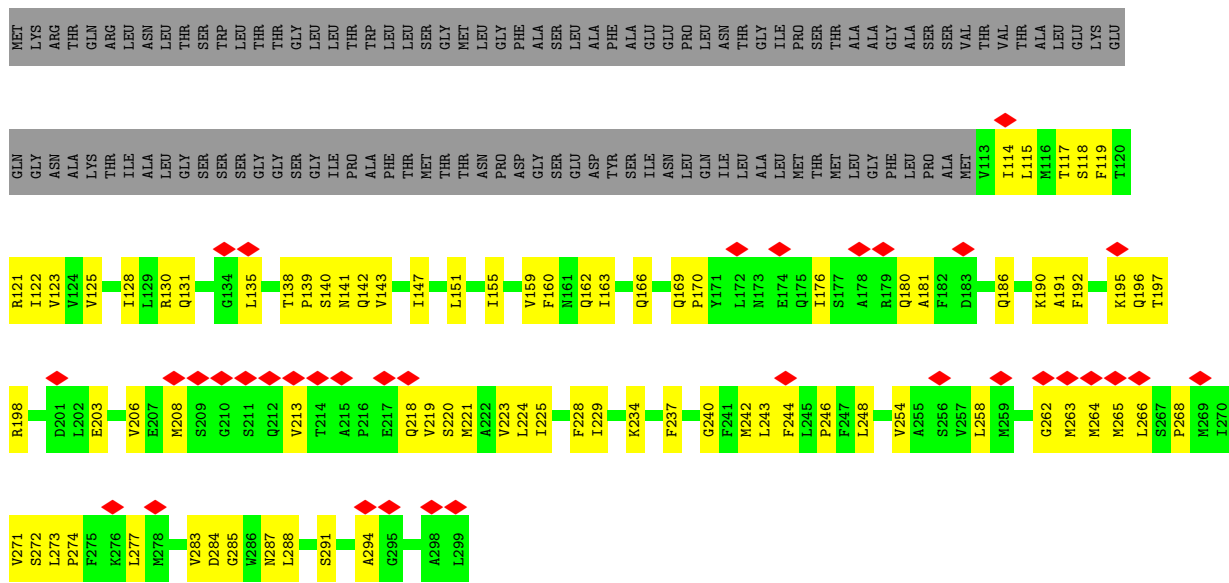 MET LYS ARG THR GLN ARG LEU ASN LEU THR SER TRP LEU THR THR GLY LEU LEU THR TRP LEU LEU SER GLY MET LEU GLY PHE ALA SER LEU ALA PHE ALA GLU GLU PRO LEU ASN THR GLY ILE PRO SER THR ALA ALA GLY ALA SER SER VAL THR VAL THR ALA LEU GLU LYS GLU
GLN GLY ASN ALA LYS THR ILE ALA LEU GLY SER SER SER GLY GLY SER GLY ILE PRO ALA PHE THR MET THR THR ASN PRO ASP GLY SER GLU ASP TYR SER ILE ASN LEU GLN ILE LEU ALA LEU MET THR MET LEU GLY PHE LEU PRO ALA MET V113 I114 L115 M116 T117 S118 F119 T120
R121 I122 V123 V124 V125 I128 L129 R130 Q131 G134 L135 T138 P139 S140 N141 Q142 V143 I147 L151 I155 V159 F160 N161 Q162 I163 Q166 Q169 P170 Y171 L172 N173 E174 Q175 I176 S177 A178 R179 Q180 A181 F182 D183 Q186 K190 A191 F192 K195 Q196 T197
R198 D201 L202 E203 V206 E207 M208 S209 G210 S211 Q212 V213 T214 A215 P216 E217 Q218 V219 S220 M221 A222 V223 L224 I225 F228 I229 K234 F237 G240 F241 M242 L243 F244 L245 P246 F247 L248 V254 A255 S256 V257 L258 M259 G262 M263 M264 M265 L266 S267 P268 M269 I270
V271 S272 L273 P274 F275 K276 L277 M278 V283 D284 G285 W286 N287 L288 S291 A294 G295 A298 L299